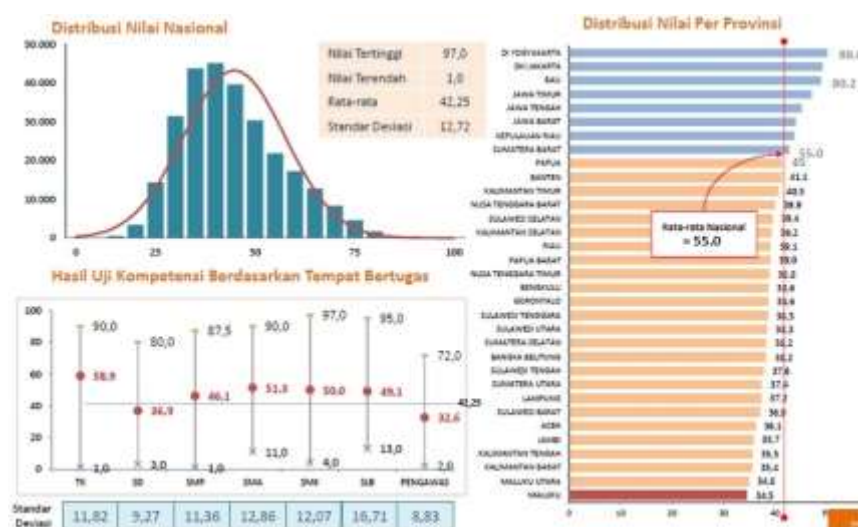 Distribusi Nilai Nasional
50.000
40.000
30.000
20.000
10.000
0
0 25 50 75 100
Nilai Tertinggi 97,0
Nilai Terendah 1,0
Rata-rata 42,25
Standar Deviasi 12,72
Hasil Uji Kompetensi Berdasarkan Tempat Bertugas
100
80
60
40
20
0
90,0 80,0 87,5 90,0 97,0 95,0 72,0
58,9 36,9 46,1 51,3 50,0 49,1 32,6
42,25
1,0 1,0 11,0 4,0 13,0 2,0
TK SD SMP SMA SMK SLB PENGAWAS
Standar Deviasi 11,82 9,27 11,36 12,86 12,07 16,71 8,83
Distribusi Nilai Per Provinsi
DI YOGYAKARTA
DKI JAKARTA
BALI
JAWA TIMUR
JAWA TENGAH
JAWA BARAT
KEPULAUAN RIAU
SUMATERA BARAT 55.0
PAPUA
BANTEN 41.1
KALIMANTAN TIMUR
NUSA TENGGARA BARAT
SULAWESI SELATAN
KALIMANTAN SELATAN
RIAU
PAPUA BARAT
NUSA TENGGARA TIMUR
BENGKULU
GORONTALO
SULAWESI TENGGARA
SULAWESI UTARA
SUMATERA SELATAN
BANGKA BELITUNG
SULAWESI TENGAH
SUMATERA UTARA
LAMPUNG
SULAWESI BARAT
ACEH 36.1
JAMBI 35.7
KALIMANTAN TENGAH
KALIMANTAN BARAT
MALUKU UTARA
MALUKU 34.5
Rata-rata Nasional
= 55.0
0 10 20 30 40